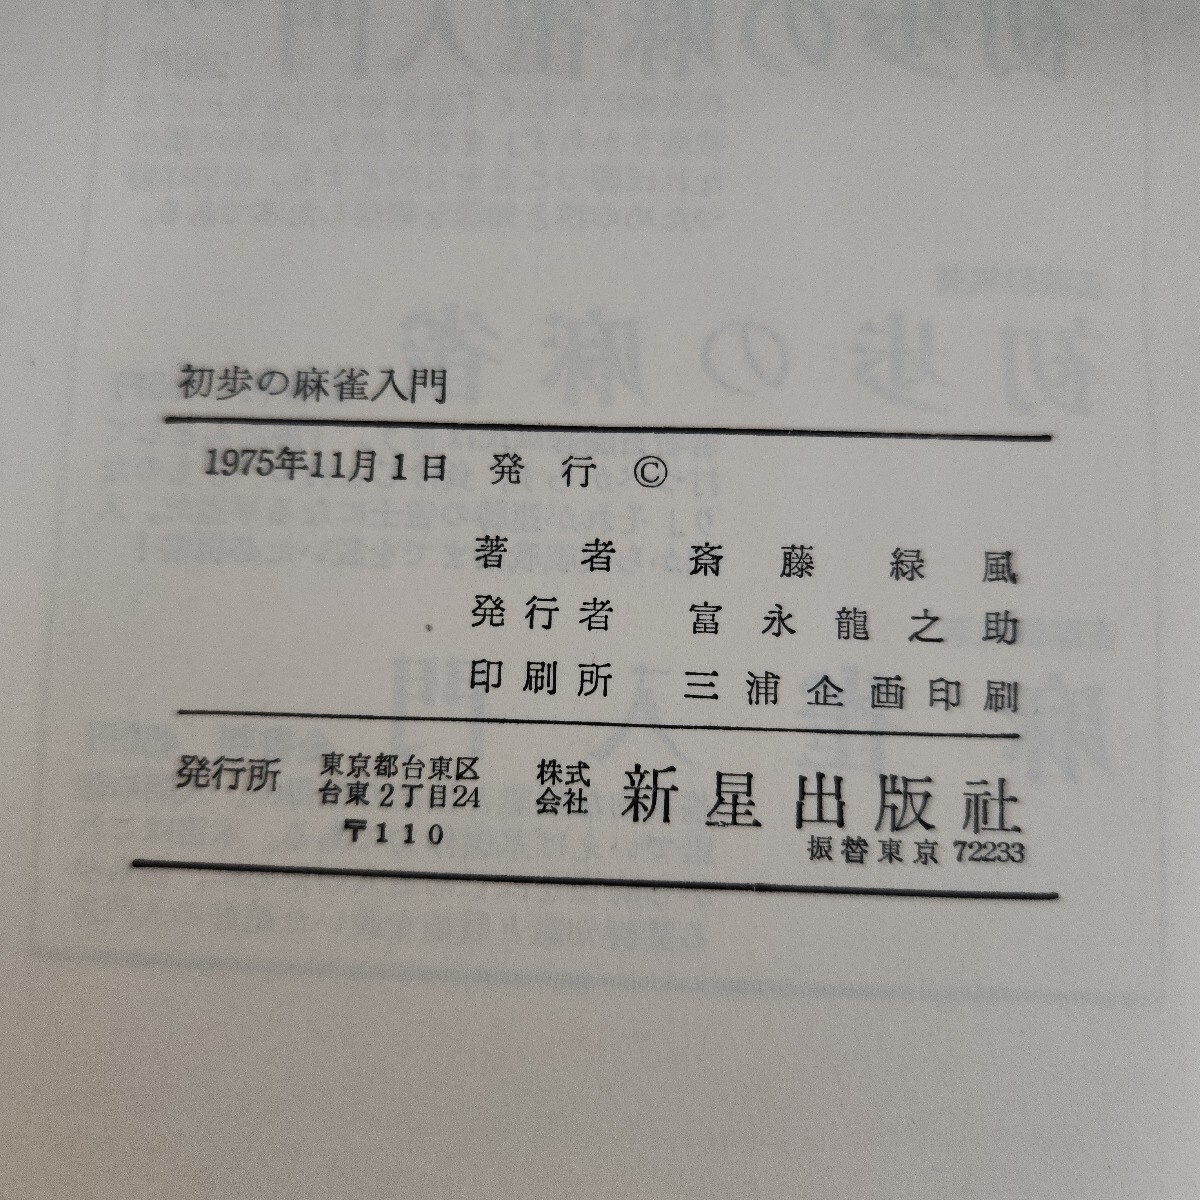 初歩の麻雀入門
1975年11月1日 発行 ©
著者 斎藤緑風
発行者 富永龍之助
印刷所 三浦企画印刷
発行所 東京都台東区台東2丁目24 〒110 株式会社 新星出版社
振替東京 72233